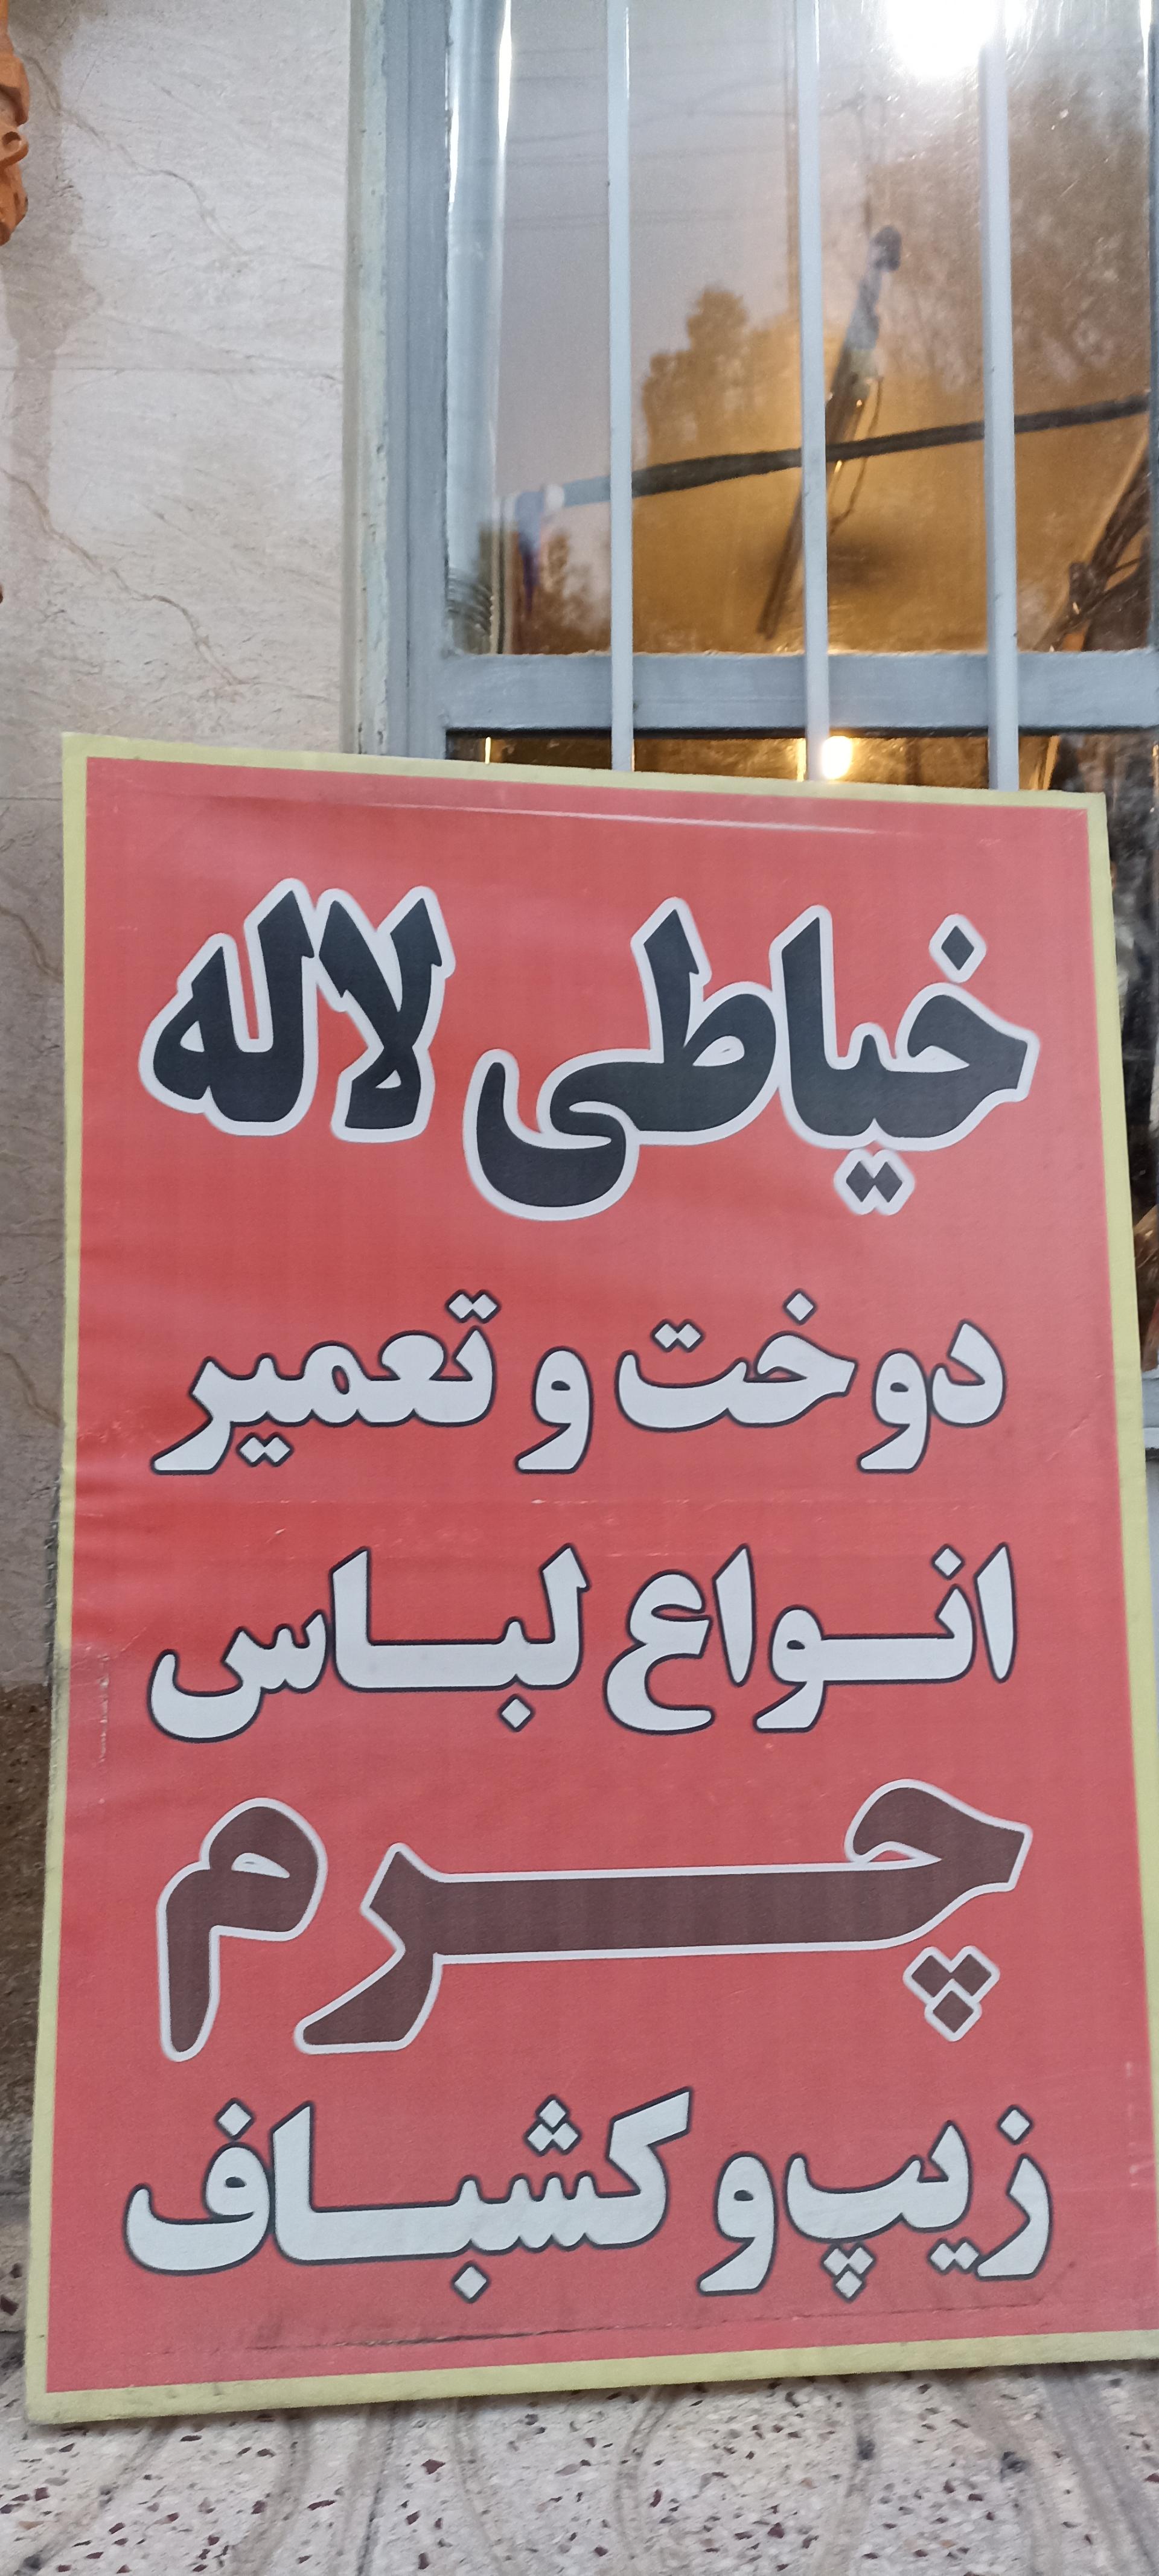 خیاطی لاله
دوخت و تعمیر
انواع لباس
چرم
زیپ و کشباف